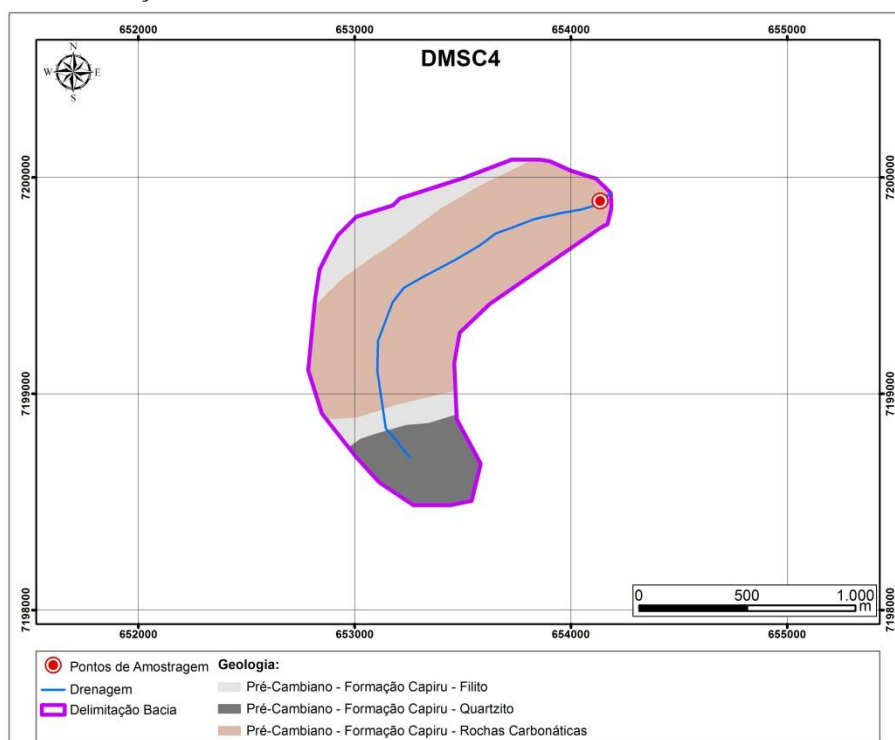 652000 653000 654000 655000
DMSC4
N
W E
S
7200000 7200000
7199000 7199000
7198000 7198000
0 500 1.000
m
652000 653000 654000 655000
Pontos de Amostragem Geologia:
Drenagem Pré-Cambiano - Formação Capiru - Filito
Delimitação Bacia Pré-Cambiano - Formação Capiru - Quartzito
Pré-Cambiano - Formação Capiru - Rochas Carbonáticas